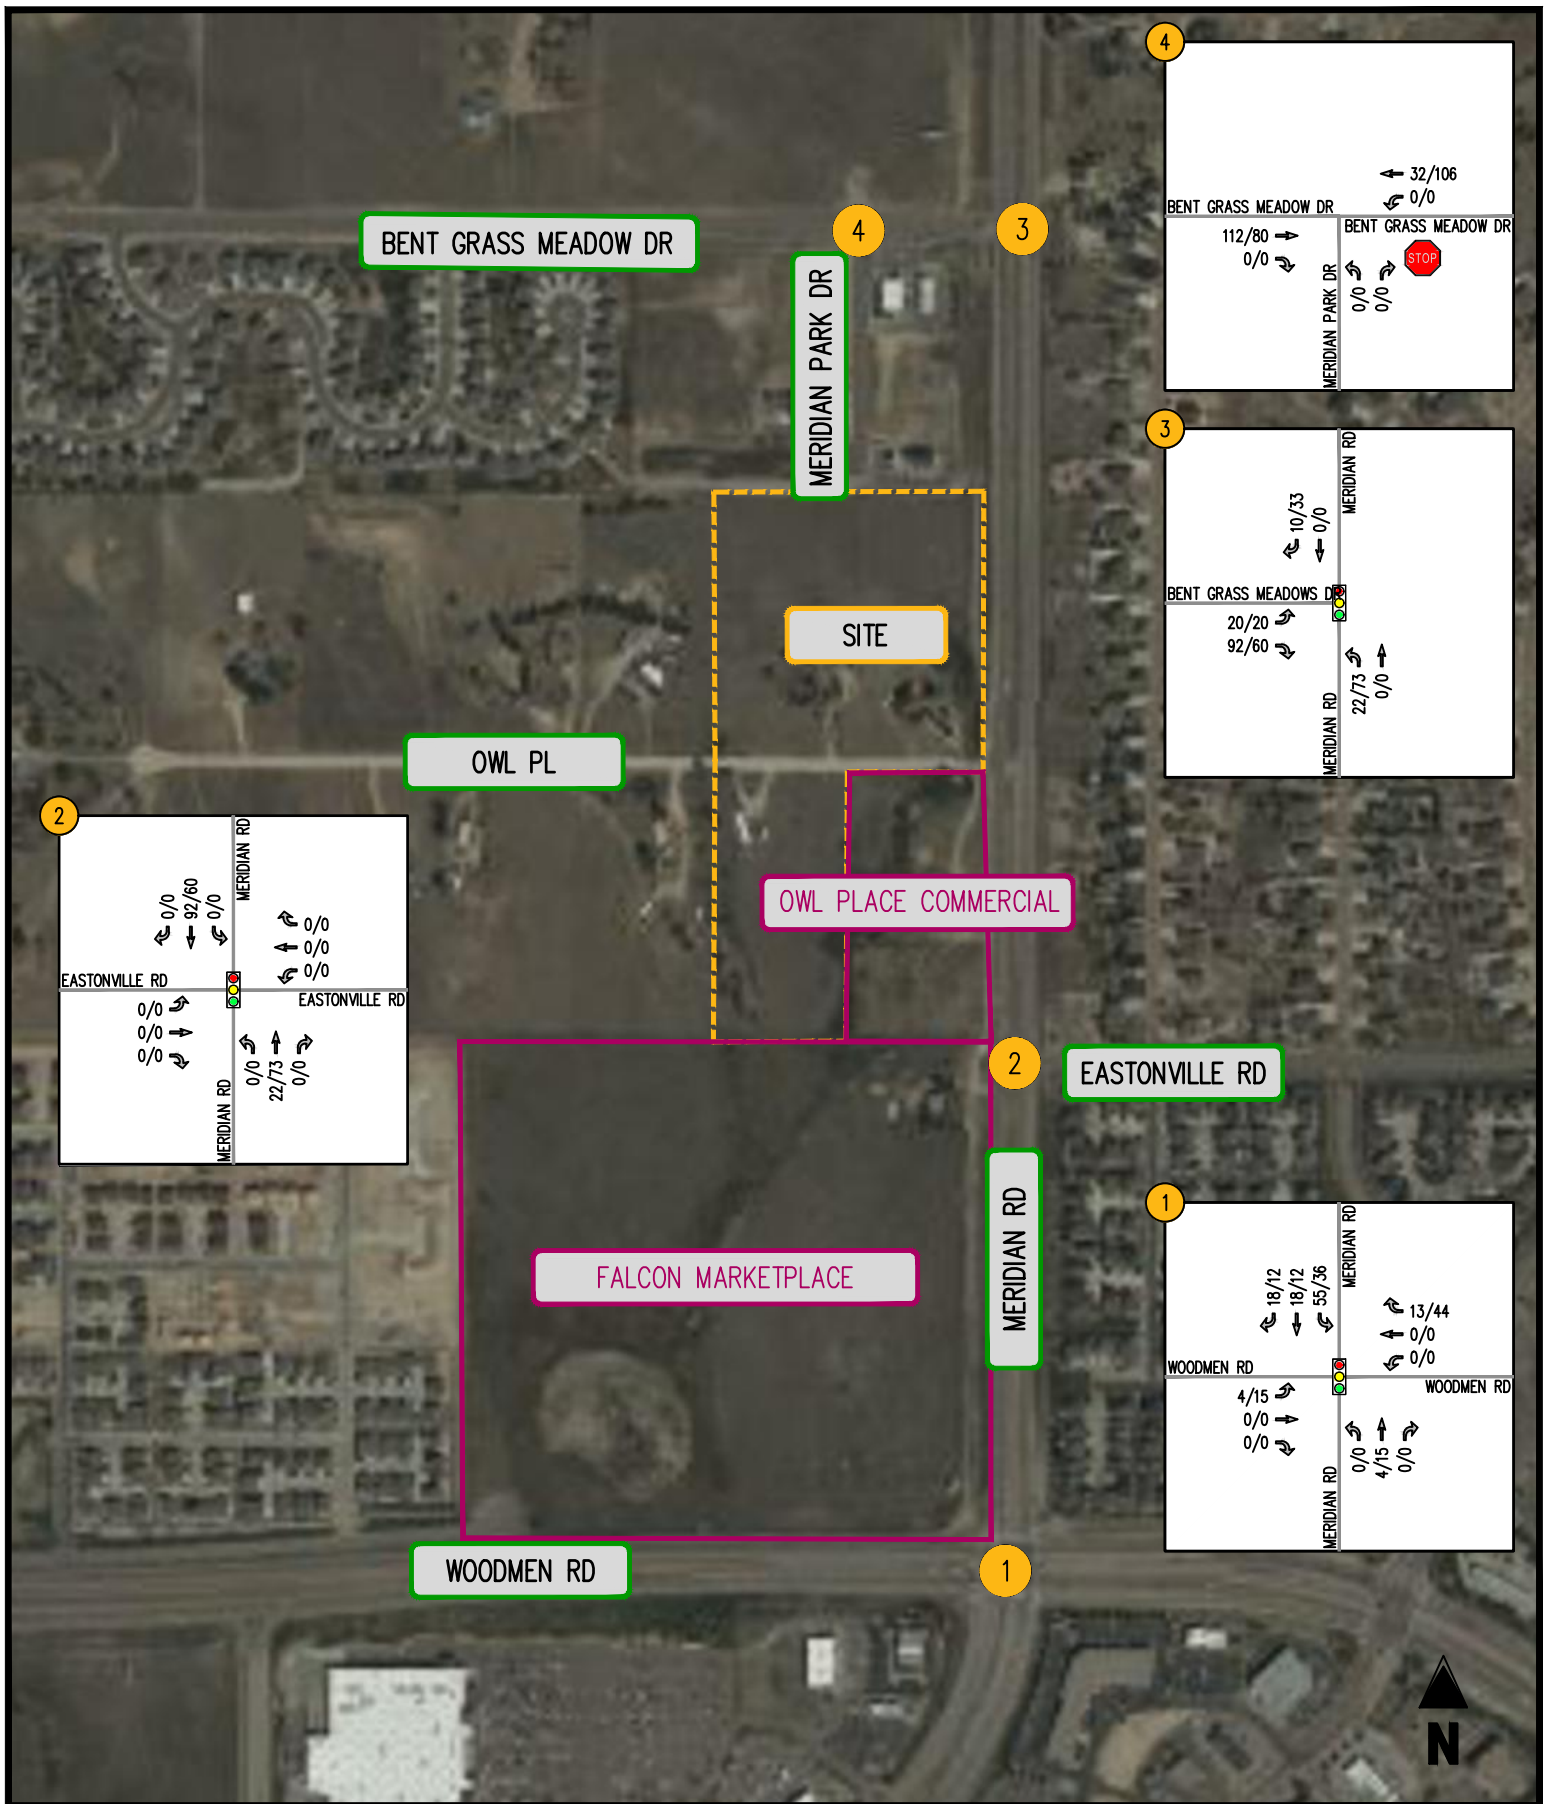 4
32/106
0/0
BENT GRASS MEADOW DR
BENT GRASS MEADOW DR
112/80
0/0
STOP
0/0
0/0
MERIDIAN PARK DR
BENT GRASS MEADOW DR
4
3
MERIDIAN PARK DR
3
MERIDIAN RD
10/33
0/0
BENT GRASS MEADOWS DR
20/20
92/60
22/73
0/0
MERIDIAN RD
SITE
OWL PL
2
MERIDIAN RD
0/0
92/60
0/0
0/0
0/0
0/0
EASTONVILLE RD
EASTONVILLE RD
0/0
0/0
0/0
0/0
22/73
0/0
MERIDIAN RD
OWL PLACE COMMERCIAL
2
EASTONVILLE RD
MERIDIAN RD
FALCON MARKETPLACE
1
MERIDIAN RD
18/12
18/12
55/36
13/44
0/0
0/0
WOODMEN RD
WOODMEN RD
4/15
0/0
0/0
0/0
4/15
0/0
MERIDIAN RD
WOODMEN RD
1
N